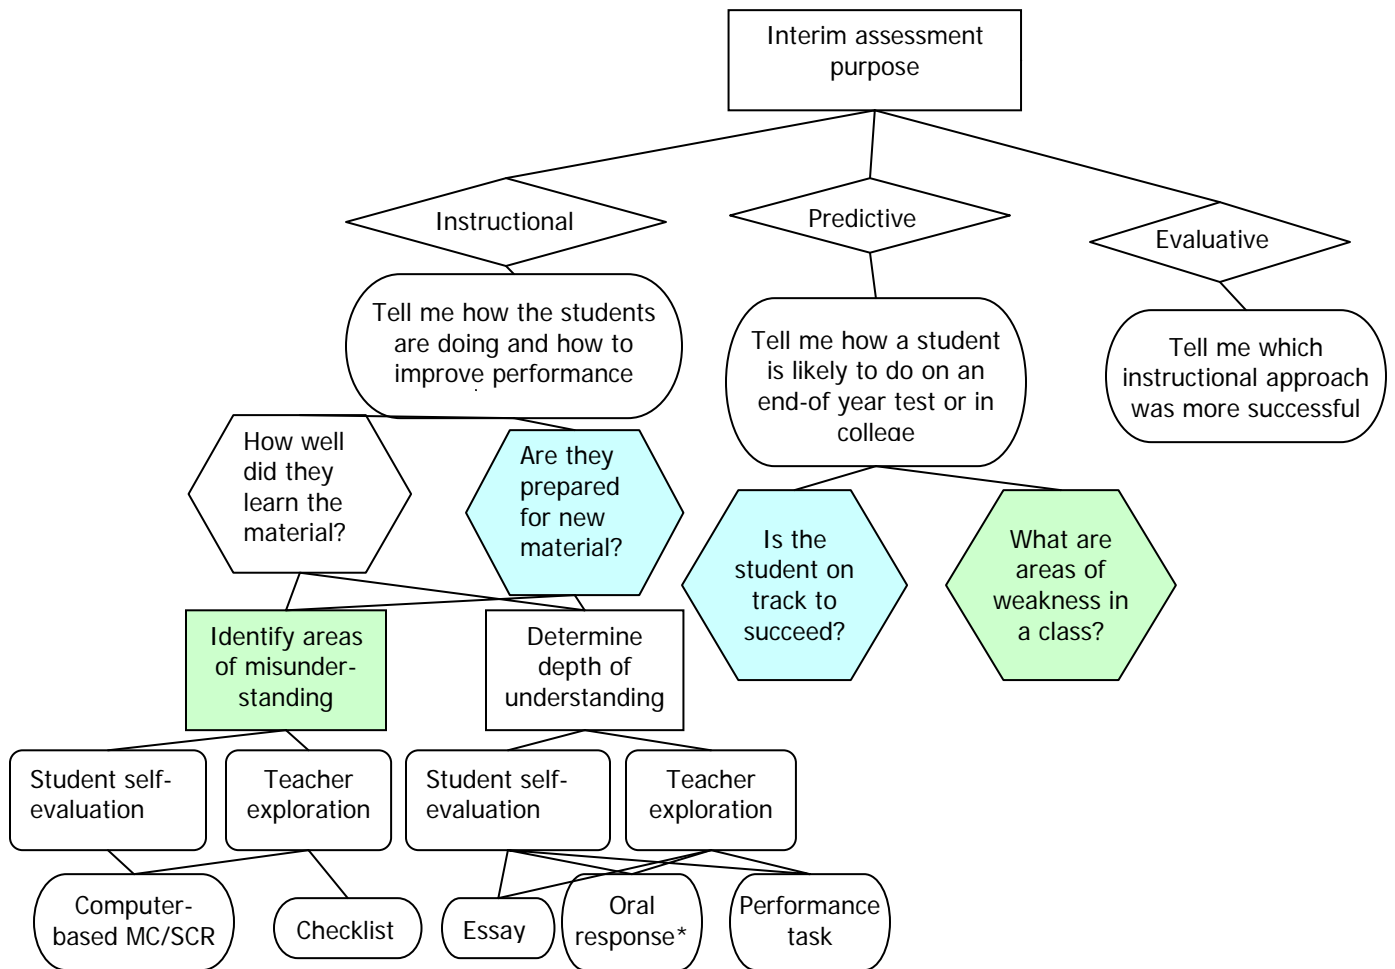 Interim assessment
purpose
Instructional
Predictive
Evaluative
Tell me how the students
are doing and how to
improve performance
Tell me how a student
is likely to do on an
end-of year test or in
college
Tell me which
instructional approach
was more successful
How well
did they
learn the
material?
Are they
prepared
for new
material?
Is the
student on
track to
succeed?
What are
areas of
weakness in
a class?
Identify areas
of misunder-
standing
Determine
depth of
understanding
Student self-
evaluation
Teacher
exploration
Student self-
evaluation
Teacher
exploration
Computer-
based MC/SCR
Checklist
Essay
Oral
response*
Performance
task